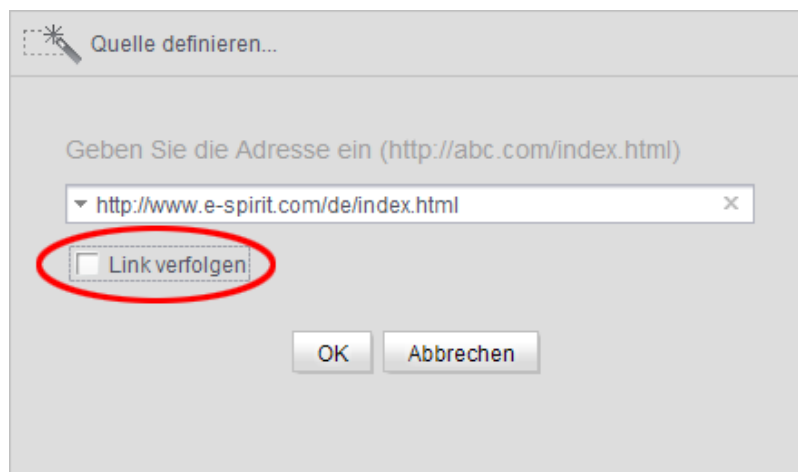 Quelle definieren...
Geben Sie die Adresse ein (http://abc.com/index.html)
http://www.e-spirit.com/de/index.html
Link verfolgen
OK Abbrechen